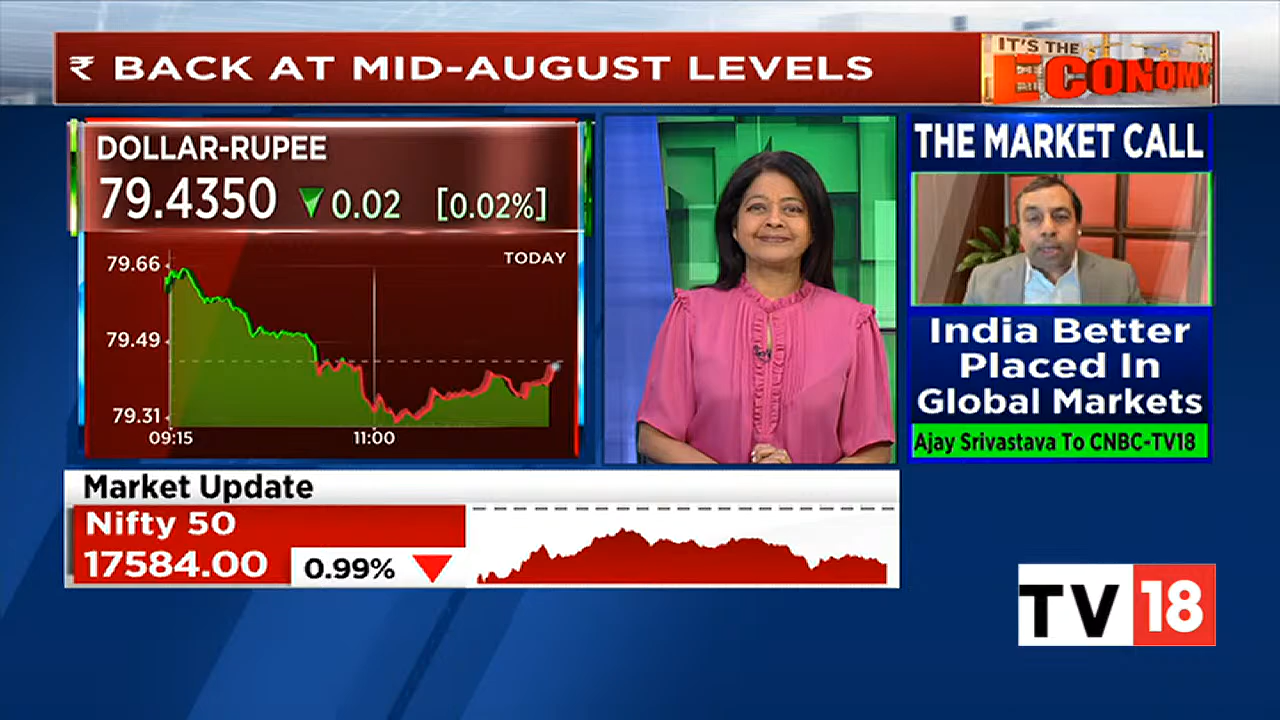 ₹ BACK AT MID-AUGUST LEVELS
IT'S THE
ECONOMY
DOLLAR-RUPEE
79.4350 ▼ 0.02 [0.02%]
TODAY
79.66
79.49
79.31
09:15 11:00
THE MARKET CALL
India Better
Placed In
Global Markets
Ajay Srivastava To CNBC-TV18
Market Update
Nifty 50
17584.00 0.99% ▼
TV 18